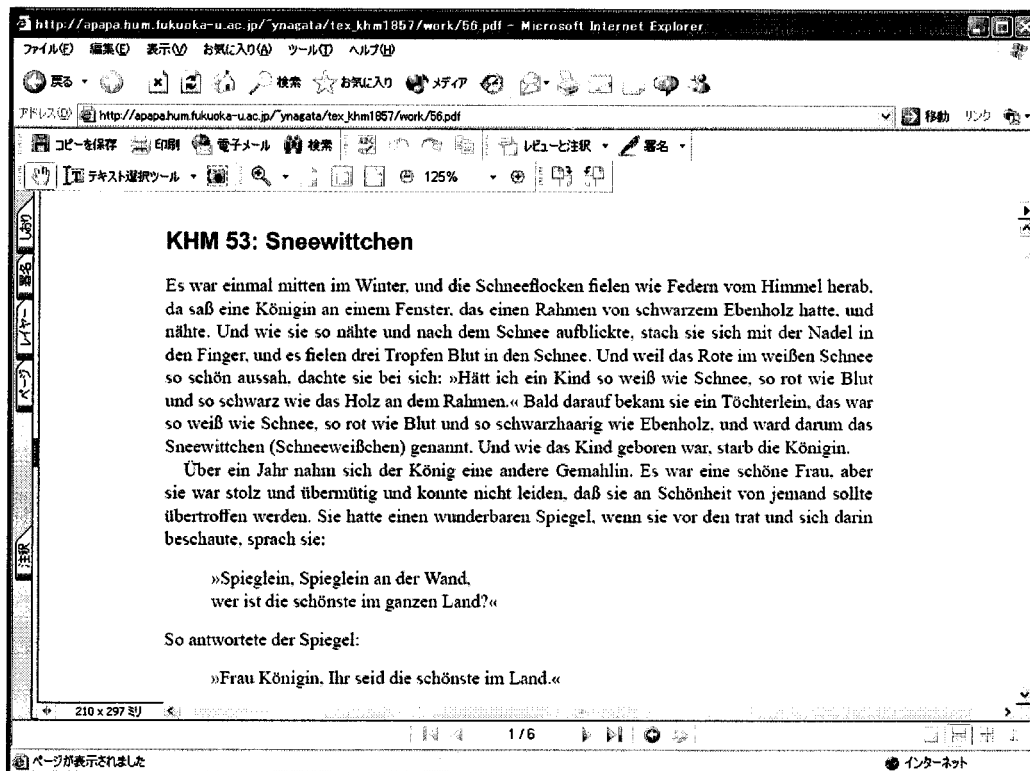 http://apapa.hum.fukuoka-u.ac.jp/~ynagata/tex_khm1857/work/56.pdf - Microsoft Internet Explorer
ファイル(F) 編集(E) 表示(V) お気に入り(A) ツール(T) ヘルプ(H)
戻る 検索 お気に入り メディア
アドレス(D) http://apapa.hum.fukuoka-u.ac.jp/~ynagata/tex_khm1857/work/56.pdf 移動 リンク
コピーを保存 印刷 電子メール 検索 レビューと注釈 署名
テキスト選択ツール 125%
しおり
署名
レイヤー
ページ
注釈
KHM 53: Sneewittchen
Es war einmal mitten im Winter, und die Schneeflocken fielen wie Federn vom Himmel herab,
da saß eine Königin an einem Fenster, das einen Rahmen von schwarzem Ebenholz hatte, und
nähte. Und wie sie so nähte und nach dem Schnee aufblickte, stach sie sich mit der Nadel in
den Finger, und es fielen drei Tropfen Blut in den Schnee. Und weil das Rote im weißen Schnee
so schön aussah, dachte sie bei sich: »Hätt ich ein Kind so weiß wie Schnee, so rot wie Blut
und so schwarz wie das Holz an dem Rahmen.« Bald darauf bekam sie ein Töchterlein, das war
so weiß wie Schnee, so rot wie Blut und so schwarzhaarig wie Ebenholz, und ward darum das
Sneewittchen (Schneeweißchen) genannt. Und wie das Kind geboren war, starb die Königin.
Über ein Jahr nahm sich der König eine andere Gemahlin. Es war eine schöne Frau, aber
sie war stolz und übermütig und konnte nicht leiden, daß sie an Schönheit von jemand sollte
übertroffen werden. Sie hatte einen wunderbaren Spiegel, wenn sie vor den trat und sich darin
beschaute, sprach sie:
»Spieglein, Spieglein an der Wand,
wer ist die schönste im ganzen Land?«
So antwortete der Spiegel:
»Frau Königin, Ihr seid die schönste im Land.«
210 x 297 ミリ
1 / 6
ページが表示されました インターネット